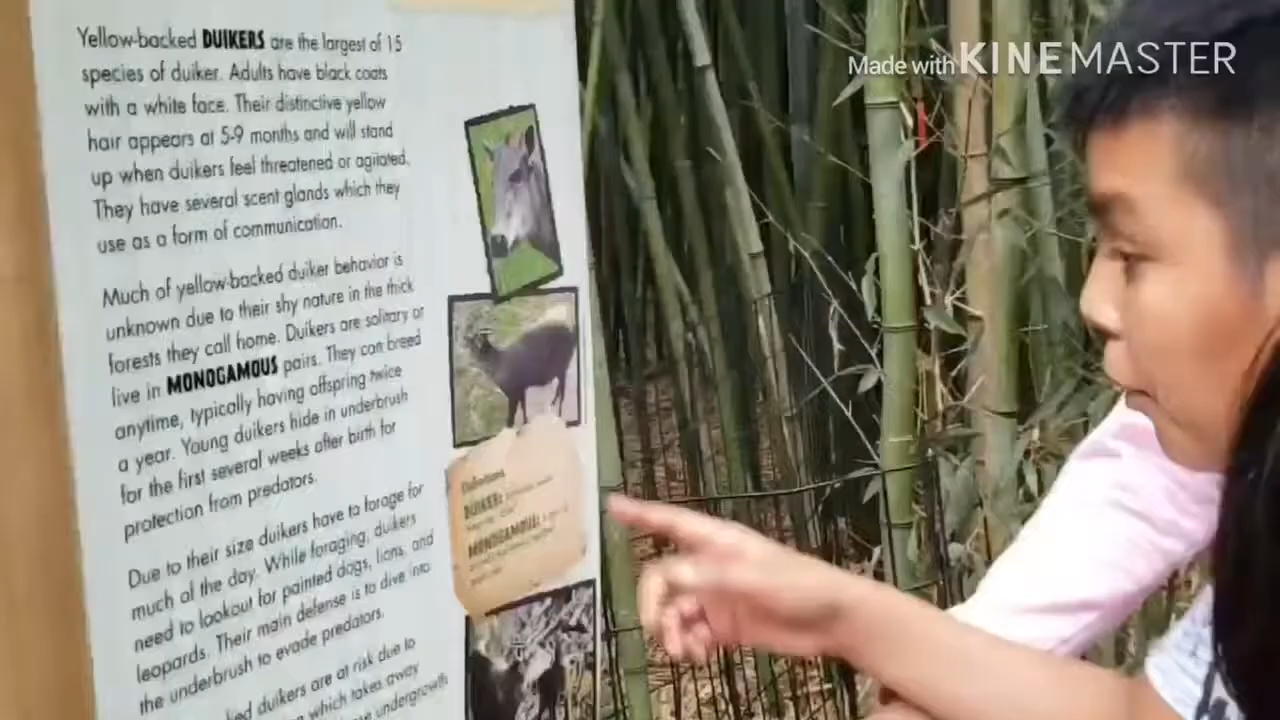 Made with KINEMASTER
Yellow-backed DUIKERS are the largest of 15
species of duiker. Adults have black coats
with a white face. Their distinctive yellow
hair appears at 5-9 months and will stand
up when duikers feel threatened or agitated.
They have several scent glands which they
use as a form of communication.
Much of yellow-backed duiker behavior is
unknown due to their shy nature in the thick
forests they call home. Duikers are solitary or
live in MONOGAMOUS pairs. They can breed
anytime, typically having offspring twice
a year. Young duikers hide in underbrush
for the first several weeks after birth for
protection from predators.
Due to their size duikers have to forage for
much of the day. While foraging, duikers
need to lookout for painted dogs, lions, and
leopards. Their main defense is to dive into
the underbrush to evade predators.
duikers are at risk due to
which takes away
undergrowth
Definitions
DUIKER:
MONOGAMOUS: